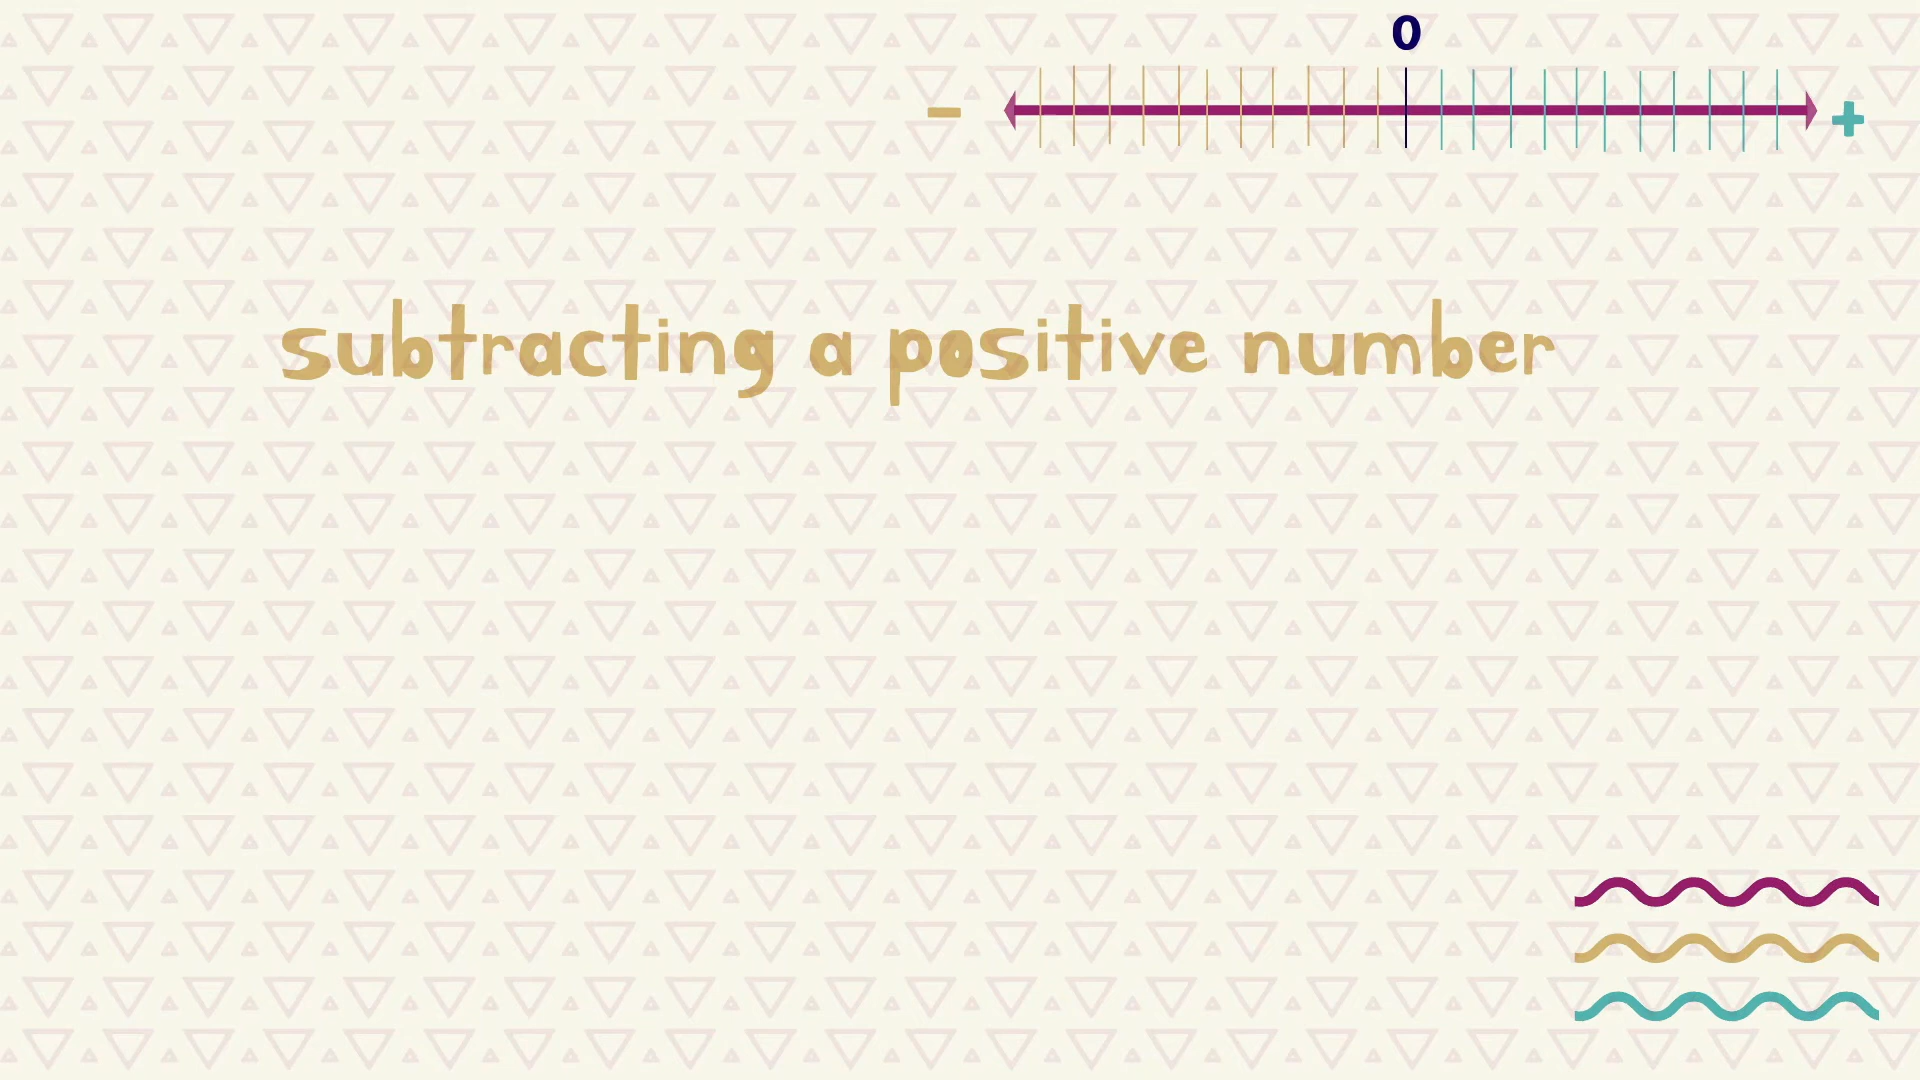 0
− +
subtracting a positive number